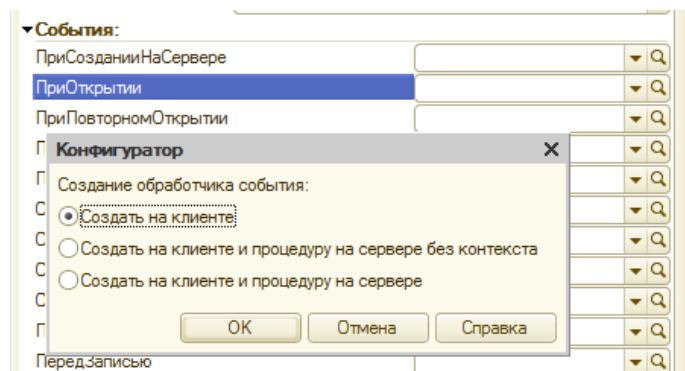 События:
ПриСозданииНаСервере
ПриОткрытии
ПриПовторномОткрытии
Конфигуратор
Создание обработчика события:
Создать на клиенте
Создать на клиенте и процедуру на сервере без контекста
Создать на клиенте и процедуру на сервере
ОК Отмена Справка
ПередЗаписью